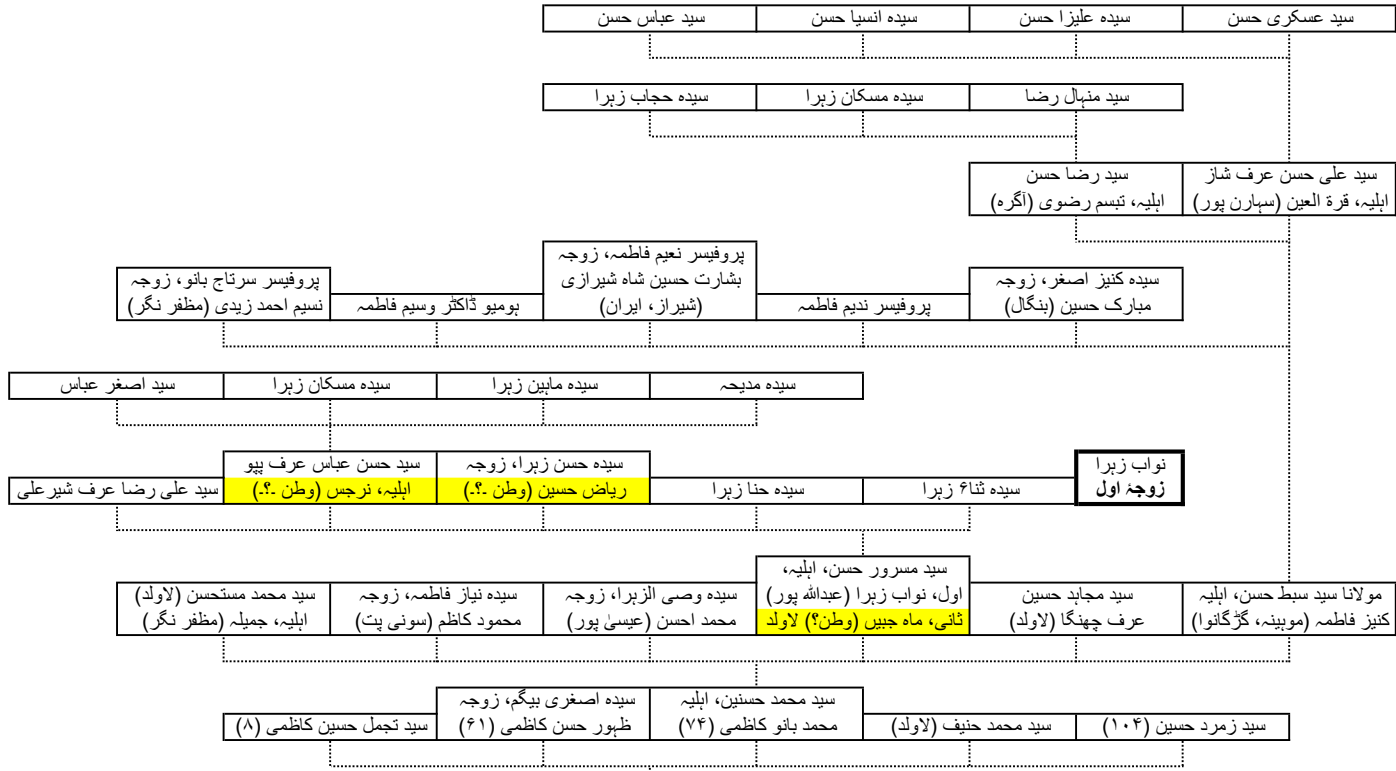 سید عسکری حسن
سیدہ علیزا حسن
سیدہ انسیا حسن
سید عباس حسن
سید منہال رضا
سیدہ مسکان زہرا
سیدہ حجاب زہرا
سید علی حسن عرف شاز
اہلیہ، قرۃ العین (سہارن پور)
سید رضا حسن
اہلیہ، تبسم رضوی (آگرہ)
سیدہ کنیز اصغر، زوجہ
مبارک حسین (بنگال)
پروفیسر ندیم فاطمہ
پروفیسر نعیم فاطمہ، زوجہ
بشارت حسین شاہ شیرازی
(شیراز، ایران)
ہومیو ڈاکٹر وسیم فاطمہ
پروفیسر سرتاج بانو، زوجہ
نسیم احمد زیدی (مظفر نگر)
سیدہ مدیحہ
سیدہ ماہین زہرا
سیدہ مسکان زہرا
سید اصغر عباس
نواب زہرا
زوجۂ اول
سیدہ ثناؑ۶ زہرا
سیدہ حنا زہرا
سیدہ حسن زہرا، زوجہ
ریاض حسین (وطن ۔؟۔)
سید حسن عباس عرف پپو
اہلیہ، نرجس (وطن ۔؟۔)
سید علی رضا عرف شیرعلی
مولانا سید سبط حسن، اہلیہ
کنیز فاطمہ (موہینہ، گڑگانوا)
سید مجاہد حسین
عرف چھنگا (لاولد)
سید مسرور حسن، اہلیہ،
اول، نواب زہرا (عبداللہ پور)
ثانی، ماہ جبیں (وطن؟) لاولد
سیدہ وصی الزہرا، زوجہ
محمد احسن (عیسیٰ پور)
سیدہ نیاز فاطمہ، زوجہ
محمود کاظم (سونی پت)
سید محمد مستحسن (لاولد)
اہلیہ، جمیلہ (مظفر نگر)
سید زمرد حسین (۱۰۴)
سید محمد حنیف (لاولد)
سید محمد حسنین، اہلیہ
محمد بانو کاظمی (۷۴)
سیدہ اصغری بیگم، زوجہ
ظہور حسن کاظمی (۶۱)
سید تجمل حسین کاظمی (۸)